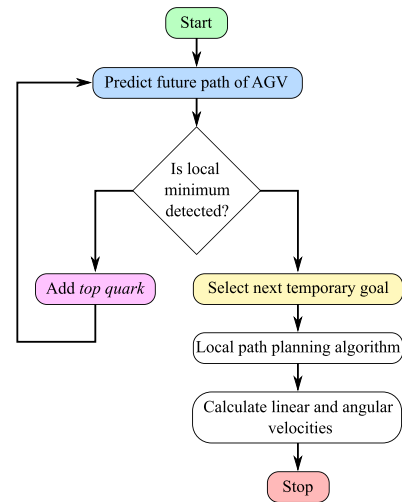 Start
Predict future path of AGV
Is local
minimum
detected?
Add top quark
Select next temporary goal
Local path planning algorithm
Calculate linear and angular
velocities
Stop